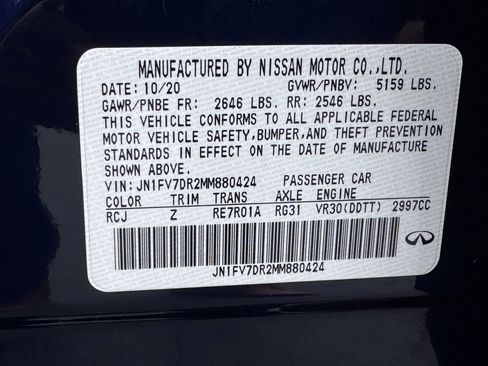 MANUFACTURED BY NISSAN MOTOR CO.,LTD.
DATE: 10/20 GVWR/PNBV: 5159 LBS.
GAWR/PNBE FR: 2646 LBS. RR: 2546 LBS.
THIS VEHICLE CONFORMS TO ALL APPLICABLE FEDERAL
MOTOR VEHICLE SAFETY,BUMPER,AND THEFT PREVENTION
STANDARDS IN EFFECT ON THE DATE OF MANUFACTURE
SHOWN ABOVE.
VIN: JN1FV7DR2MM880424 PASSENGER CAR
COLOR TRIM TRANS AXLE ENGINE
RCJ Z RE7R01A RG31 VR30(DDTT) 2997CC
JN1FV7DR2MM880424